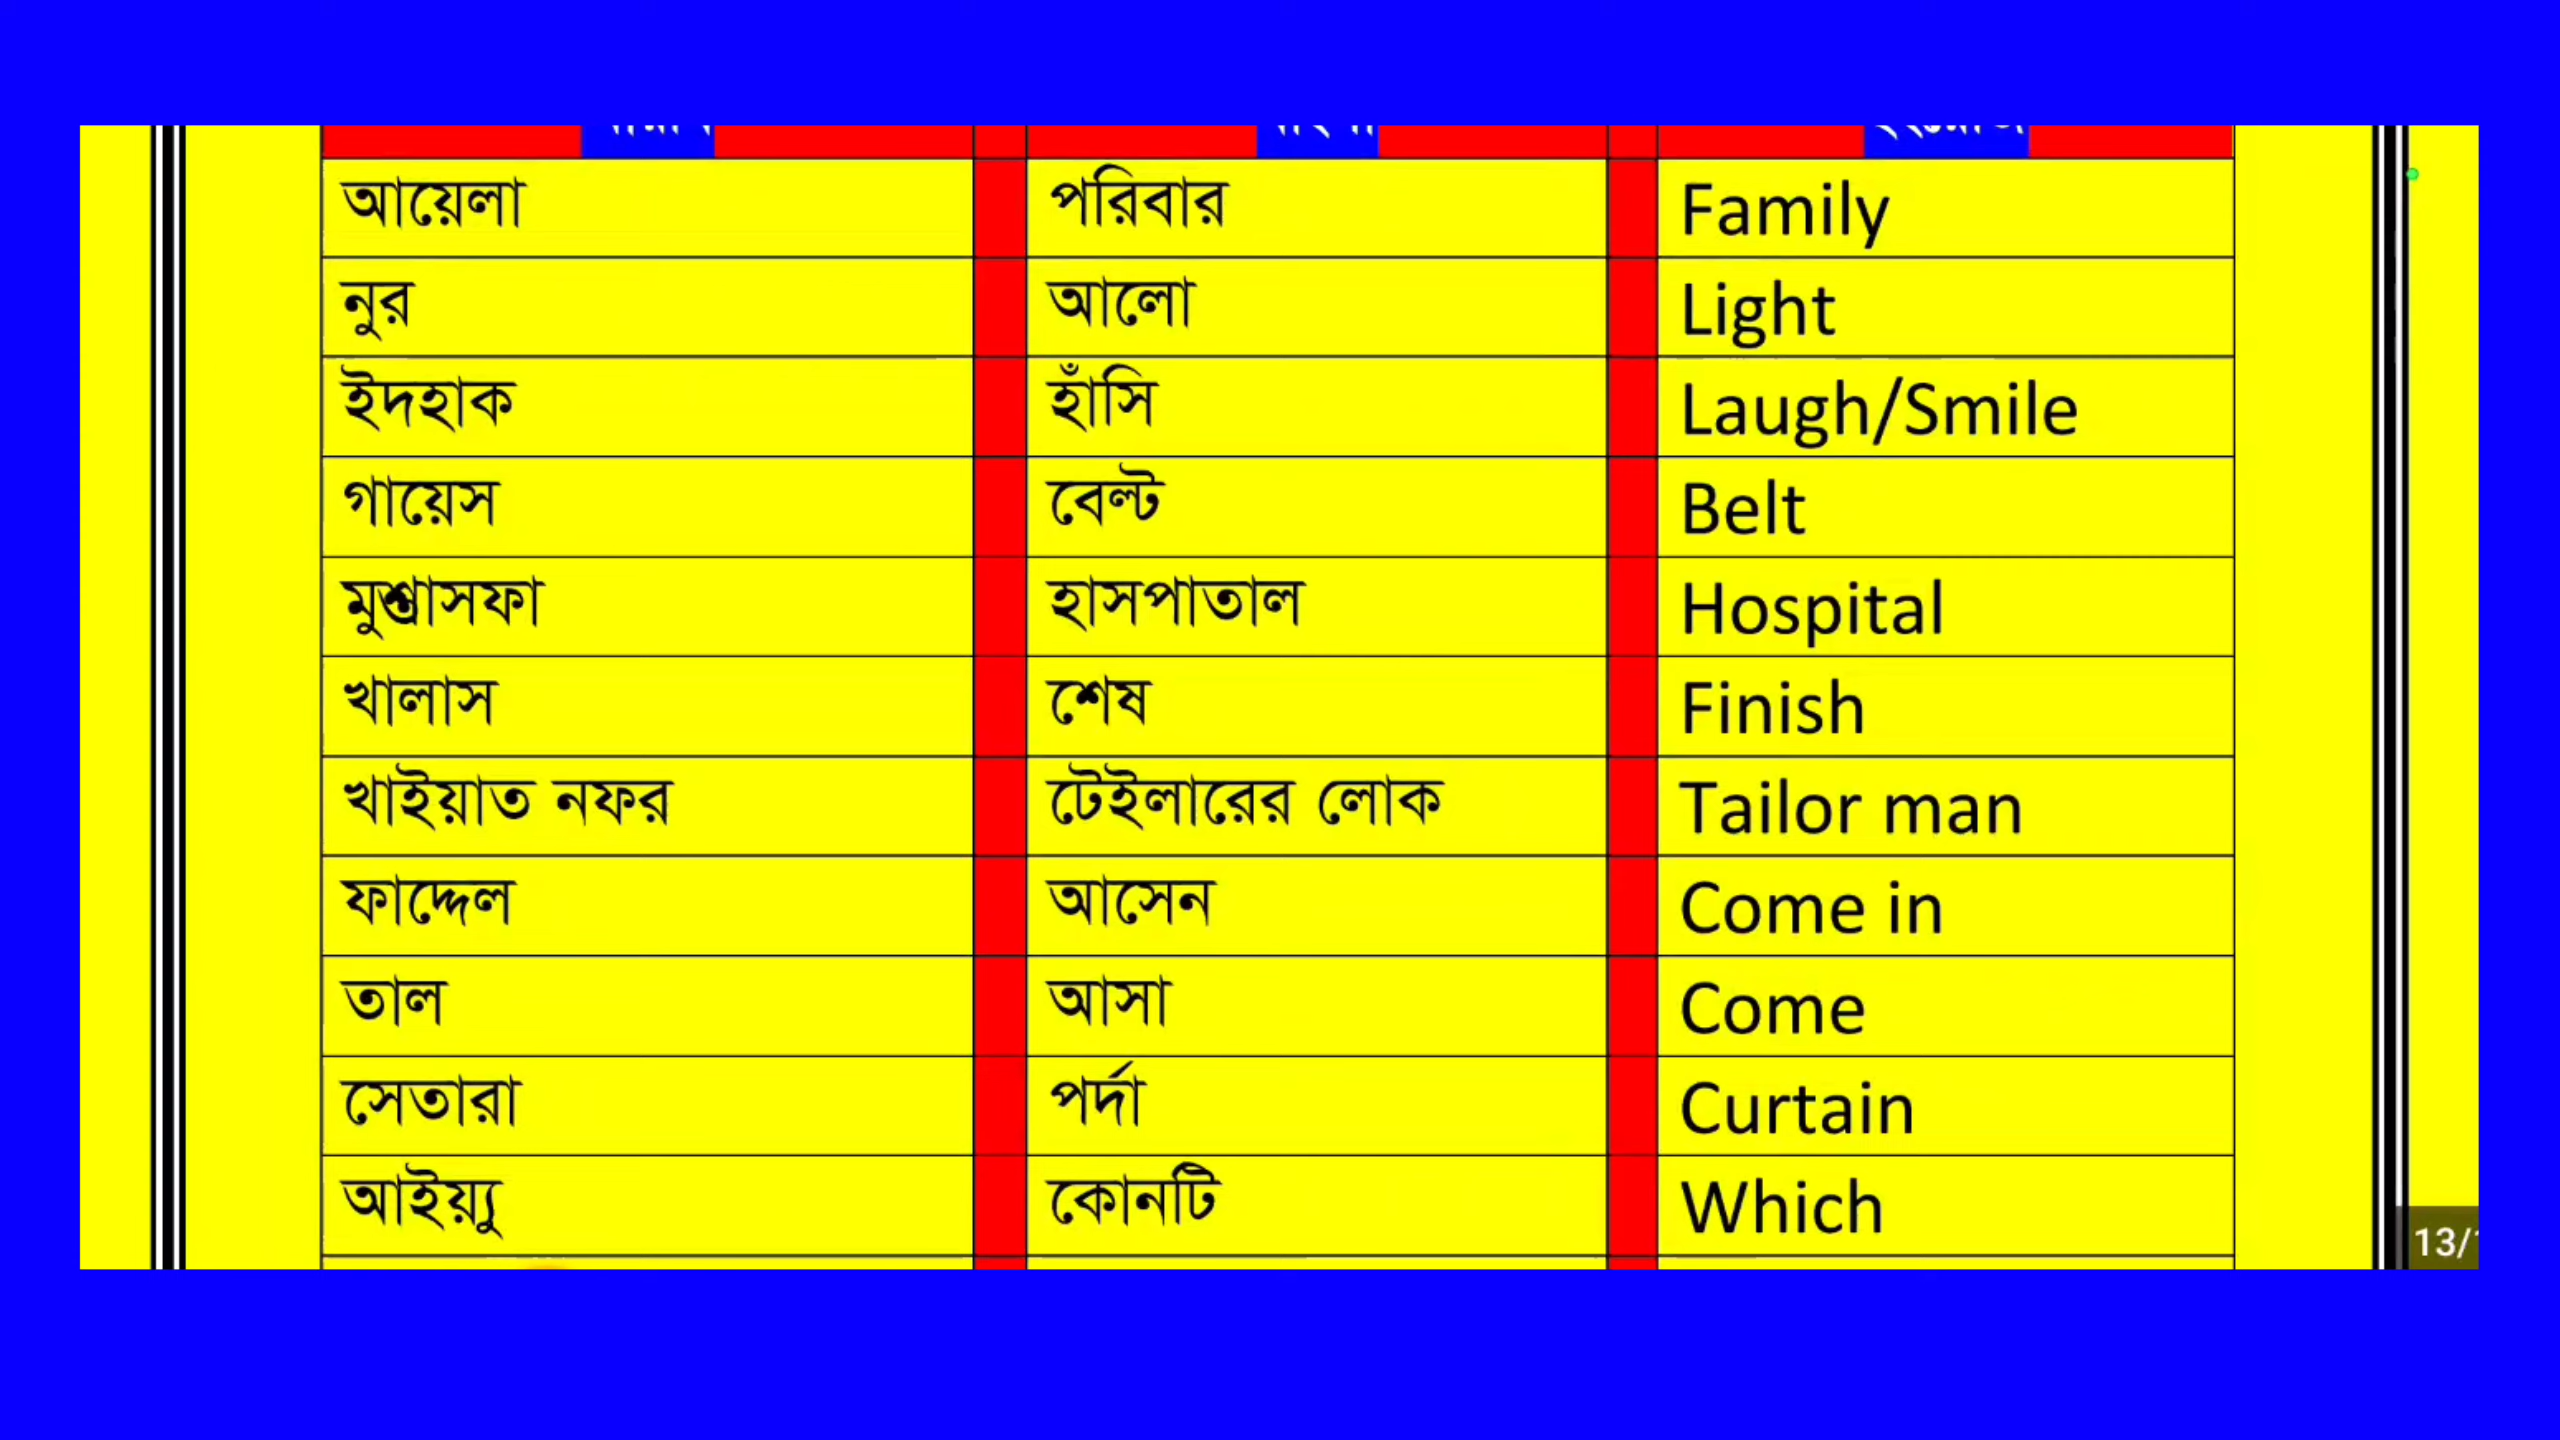 আয়েলা পরিবার Family
নুর আলো Light
ইদহাক হাঁসি Laugh/Smile
গায়েস বেল্ট Belt
হাসপাতাল Hospital
খালাস শেষ Finish
খাইয়াত নফর টেইলারের লোক Tailor man
ফাদ্দেল আসেন Come in
তাল আসা Come
সেতারা পর্দা Curtain
আইয়্যু কোনটি Which
13/